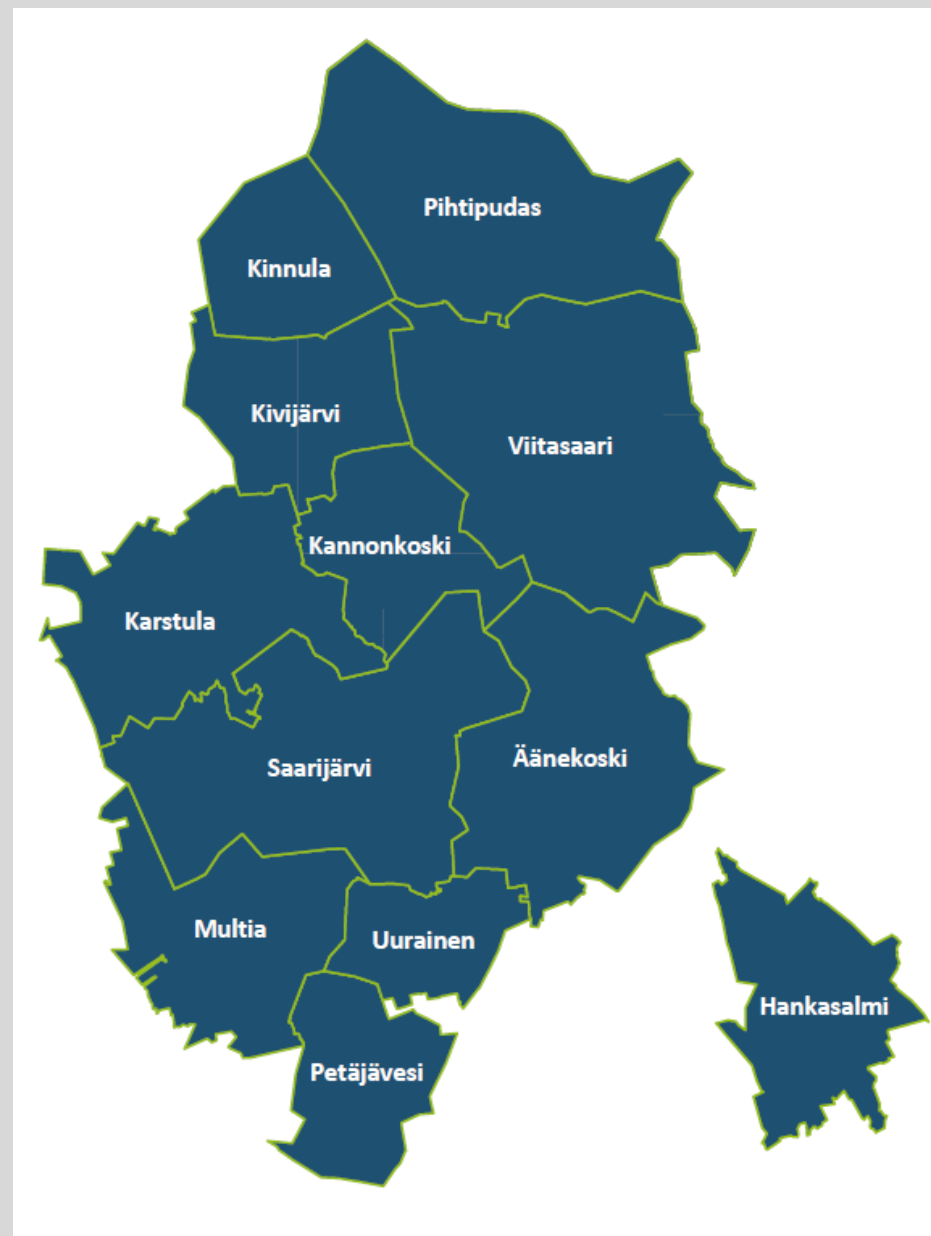 Pihtipudas
Kinnula
Kivijärvi
Viitasaari
Kannonkoski
Karstula
Saarijärvi
Äänekoski
Multia
Uurainen
Hankasalmi
Petäjävesi